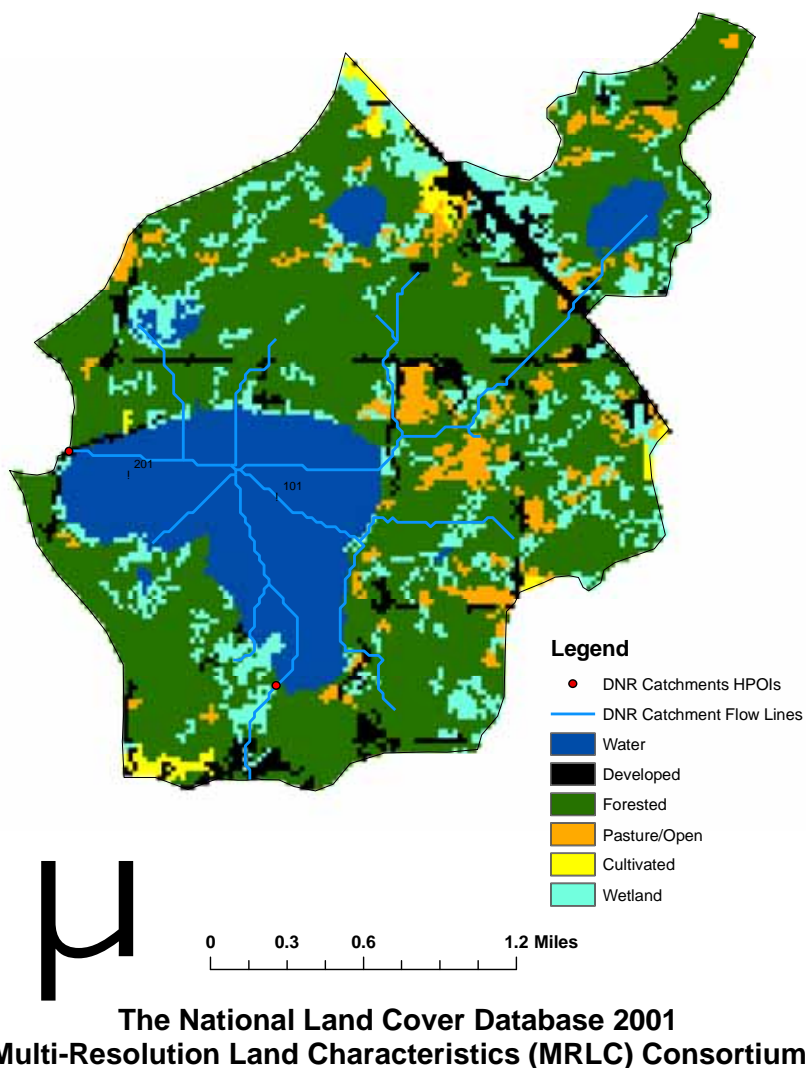 201
101
Legend
DNR Catchments HPOIs
DNR Catchment Flow Lines
Water
Developed
Forested
Pasture/Open
Cultivated
Wetland
µ
0 0.3 0.6 1.2 Miles
The National Land Cover Database 2001
Multi-Resolution Land Characteristics (MRLC) Consortium